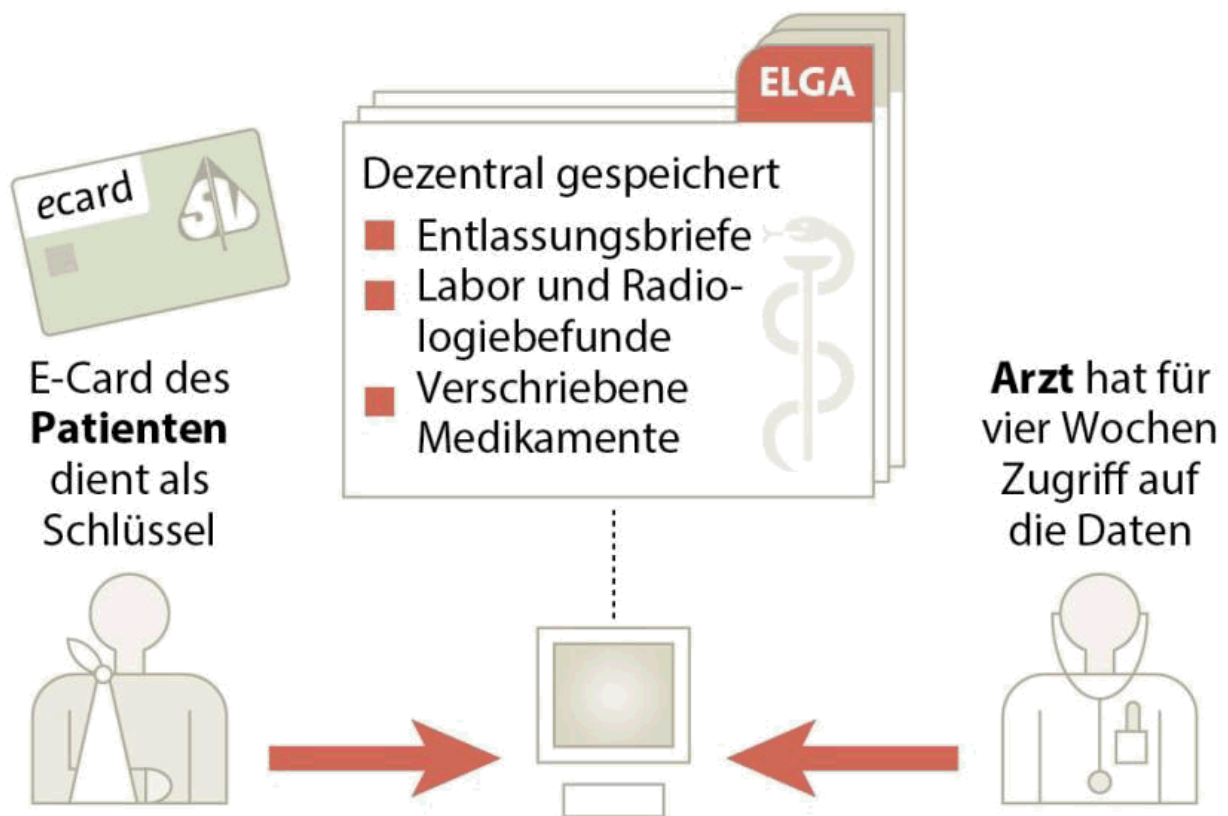 ELGA
Dezentral gespeichert
Entlassungsbriefe
Labor und Radio-
logiebefunde
Verschriebene
Medikamente
ecard
SV
E-Card des
Patienten
dient als
Schlüssel
Arzt hat für
vier Wochen
Zugriff auf
die Daten